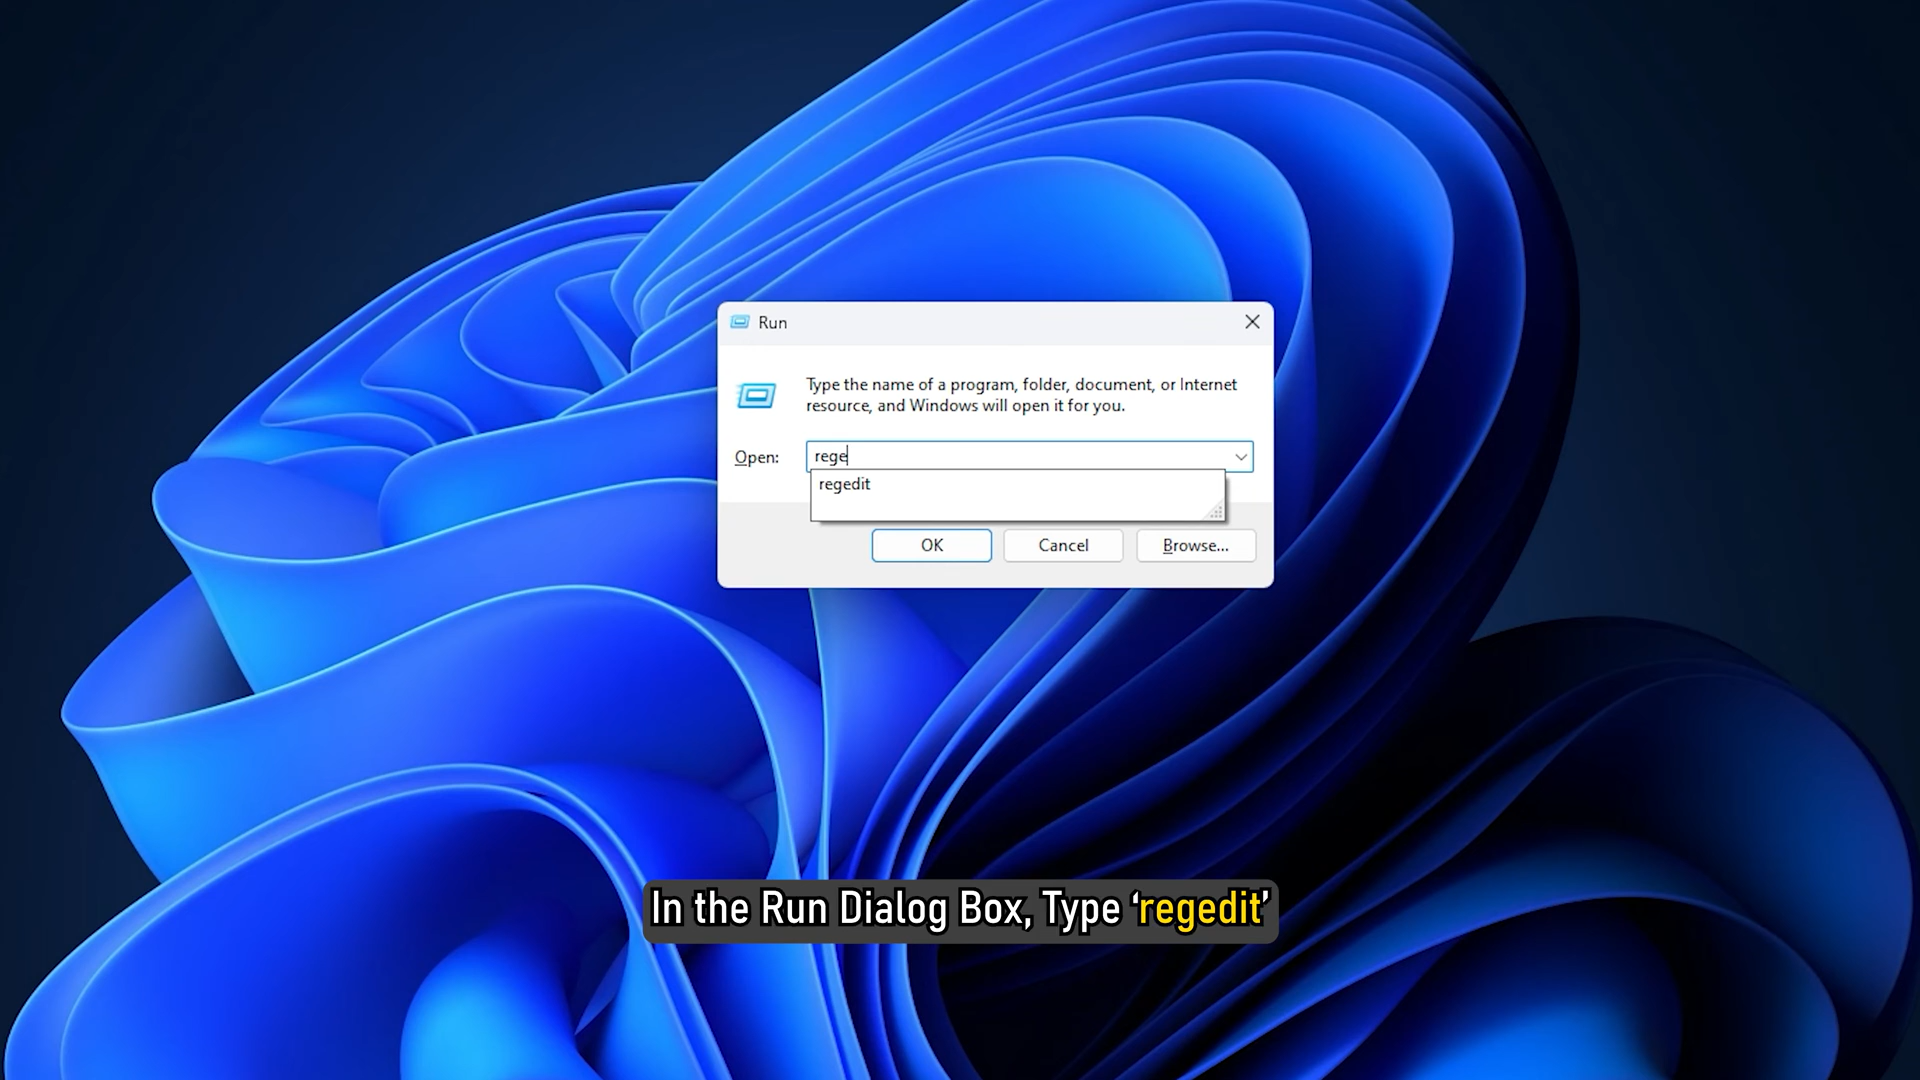 Run
Type the name of a program, folder, document, or Internet
resource, and Windows will open it for you.
Open: rege
regedit
OK Cancel Browse...
In the Run Dialog Box, Type ‘regedit’